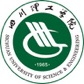 四川理工学院
·1965·
SICHUAN UNIVERSITY OF SCIENCE & ENGINEERING